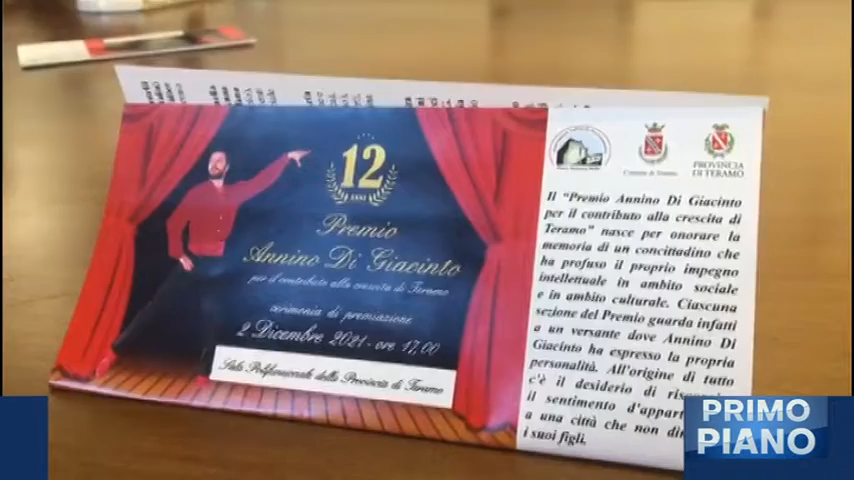 12
ANNI
Premio
Annino Di Giacinto
per il contributo alla crescita di Teramo
cerimonia di premiazione
2 Dicembre 2021 - ore 17,00
Sala Polifunzionale della Provincia di Teramo
Comune di Teramo
PROVINCIA
DI TERAMO
Il "Premio Annino Di Giacinto
per il contributo alla crescita di
Teramo" nasce per onorare la
memoria di un concittadino che
ha profuso il proprio impegno
intellettuale in ambito sociale
e in ambito culturale. Ciascuna
sezione del Premio guarda infatti
a un versante dove Annino Di
Giacinto ha espresso la propria
personalità. All'origine di tutto
c'è il desiderio di
il sentimento
a una città che non
i suoi figli.
PRIMO
PIANO